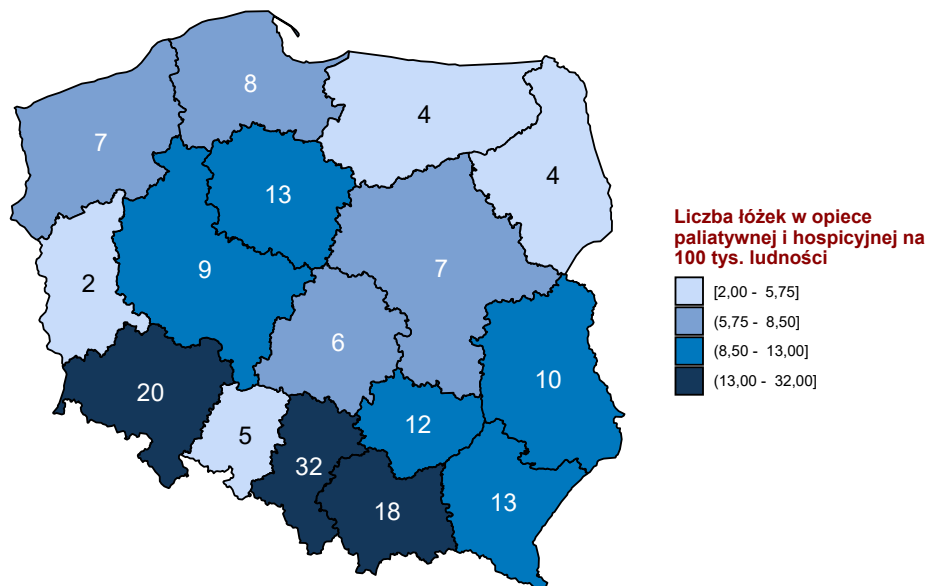 8
4
7
4
13
9
7
2
6
10
20
12
5
32
13
18
Liczba łóżek w opiece
paliatywnej i hospicyjnej na
100 tys. ludności
[2,00 - 5,75]
(5,75 - 8,50]
(8,50 - 13,00]
(13,00 - 32,00]